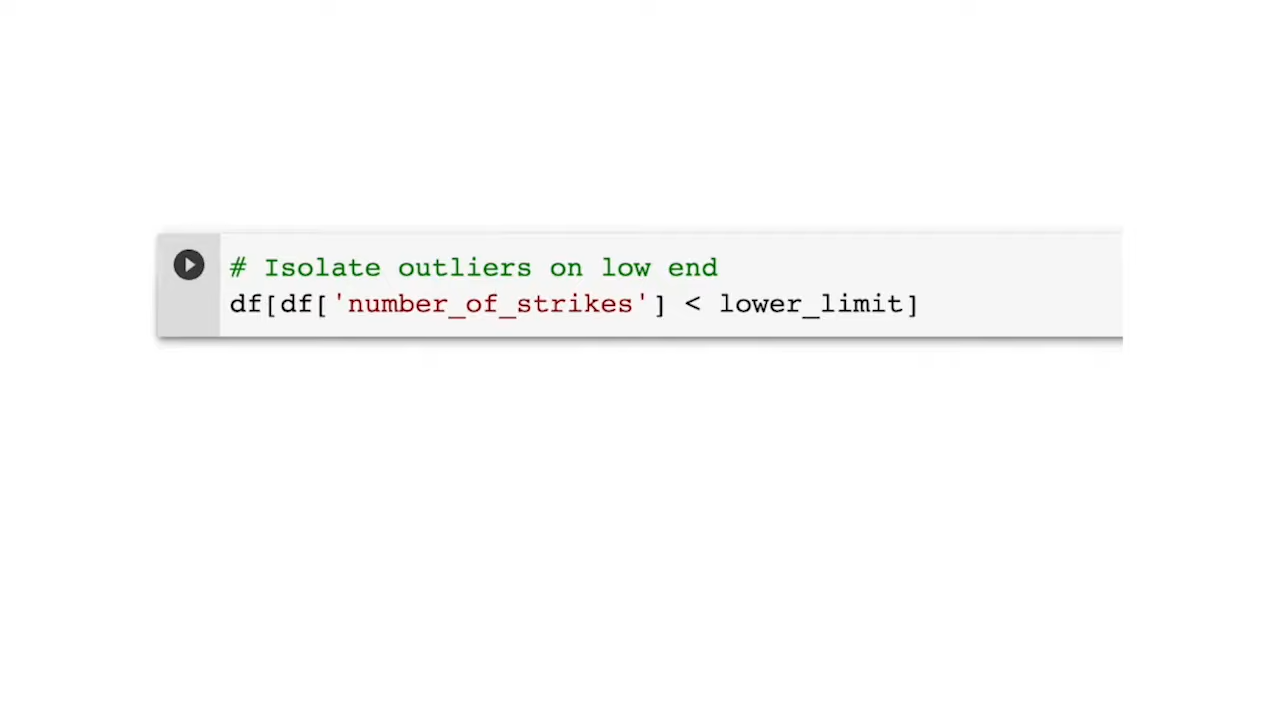 # Isolate outliers on low end
df[df['number_of_strikes'] < lower_limit]